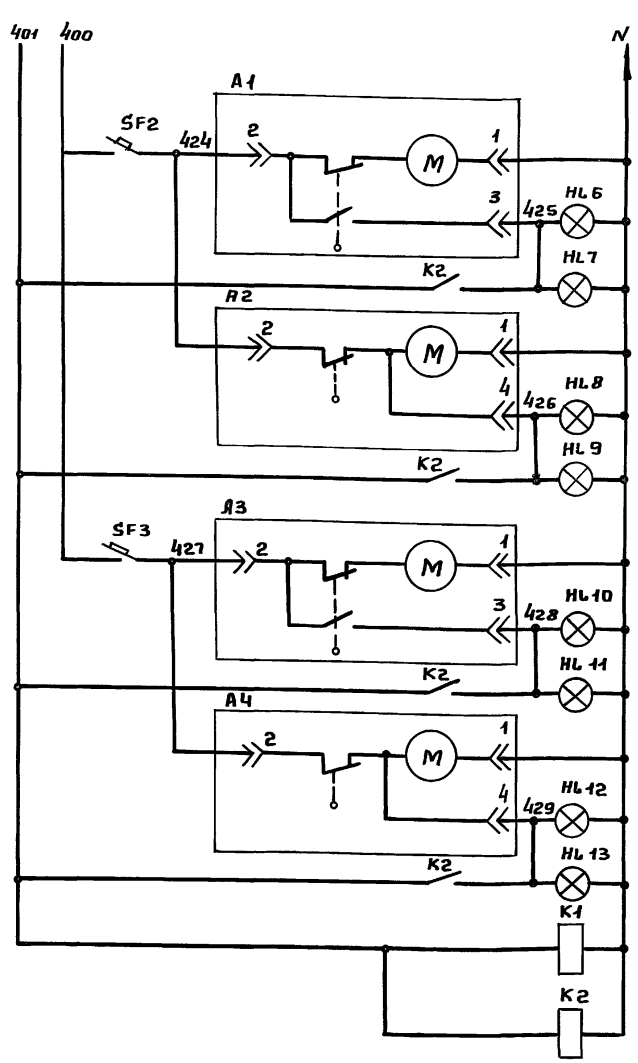 401 400 N
A1
SF2 424 2 M 1
3 425 HL6
K2 HL7
A2
2 M 1
HL8
4 426
K2 HL9
A3
SF3 427 2 M 1
3 428 HL10
K2 HL11
A4
2 M 1
4 429 HL12
K2 HL13
K1
K2